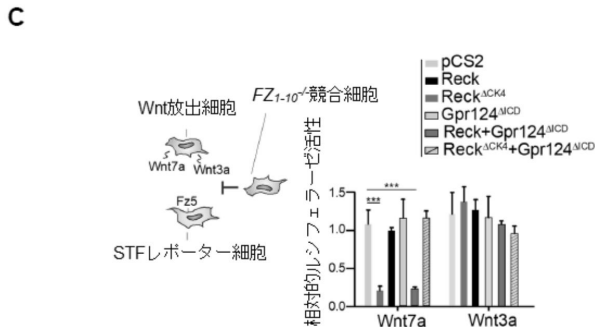 C
Wnt放出細胞
FZ1-10-/-競合細胞
Wnt7a
Wnt3a
Fz5
STFレポーター細胞
pCS2
Reck
ReckΔCK4
Gpr124ΔICD
Reck+Gpr124ΔICD
ReckΔCK4+Gpr124ΔICD
相対的ルシフェラーゼ活性
1.5
1.0
0.5
0.0
***
***
Wnt7a
Wnt3a